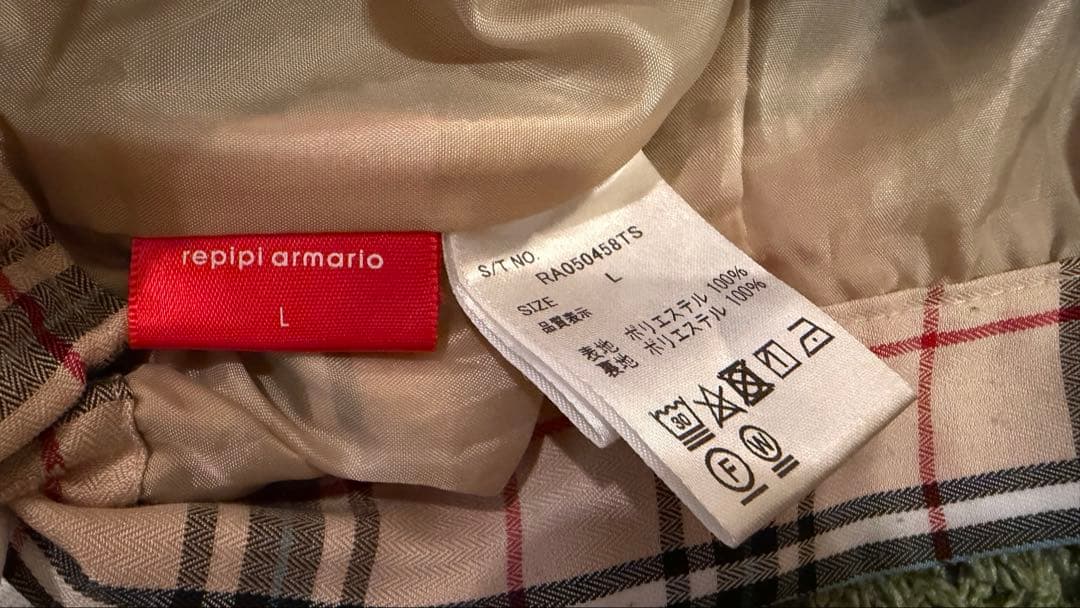 repipi armario
L
S/T NO.
RA050458TS
SIZE
L
品質表示
表地 ポリエステル 100%
裏地 ポリエステル 100%
30
F
W